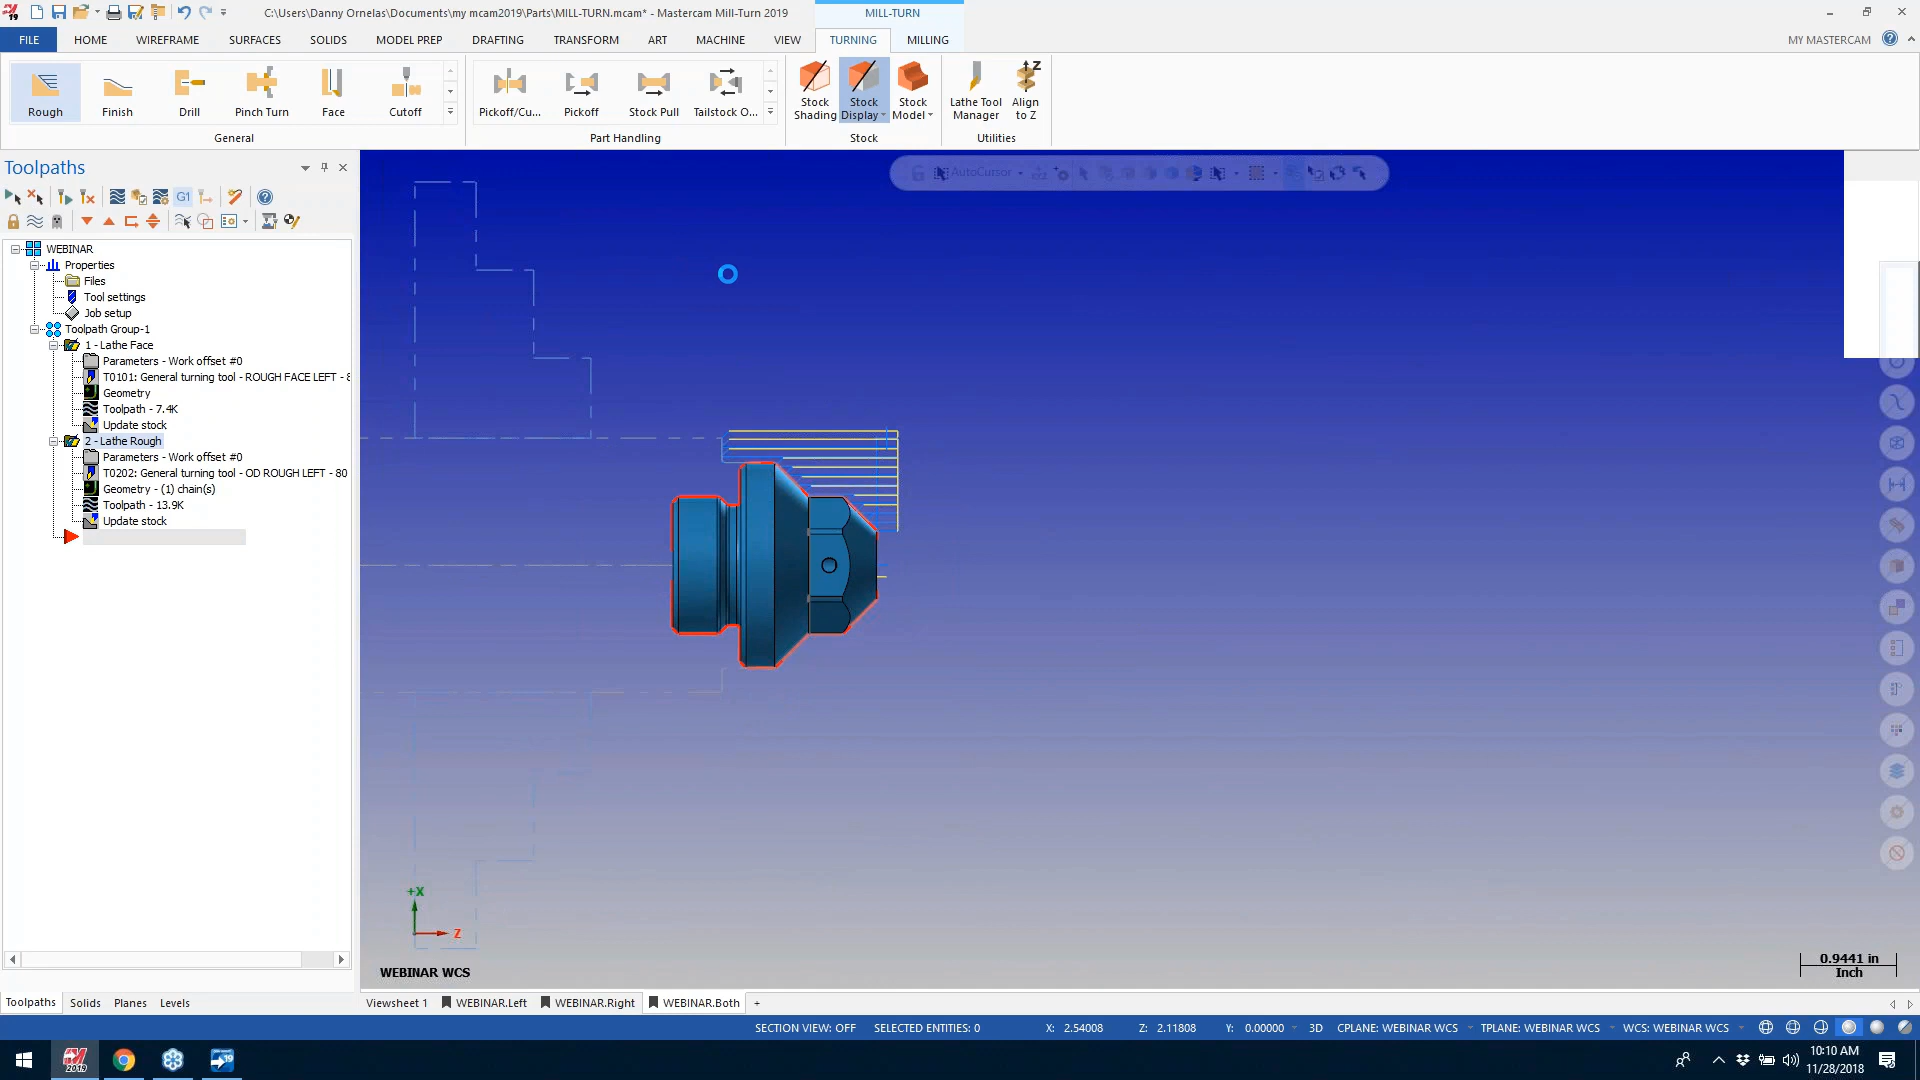 C:\Users\Danny Ornelas\Documents\my mcam2019\Parts\MILL-TURN.mcam* - Mastercam Mill-Turn 2019
MILL-TURN
FILE HOME WIREFRAME SURFACES SOLIDS MODEL PREP DRAFTING TRANSFORM ART MACHINE VIEW TURNING MILLING MY MASTERCAM
Rough Finish Drill Pinch Turn Face Cutoff
Pickoff/Cu... Pickoff Stock Pull Tailstock O...
Stock Shading
Stock Display
Stock Model
Lathe Tool Manager
Align to Z
General Part Handling Stock Utilities
Toolpaths
AutoCursor
G1
WEBINAR
Properties
Files
Tool settings
Job setup
Toolpath Group-1
1 - Lathe Face
Parameters - Work offset #0
T0101: General turning tool - ROUGH FACE LEFT - 8
Geometry
Toolpath - 7.4K
Update stock
2 - Lathe Rough
Parameters - Work offset #0
T0202: General turning tool - OD ROUGH LEFT - 80
Geometry - (1) chain(s)
Toolpath - 13.9K
Update stock
+X
Z
WEBINAR WCS
0.9441 in
Inch
Toolpaths Solids Planes Levels
Viewsheet 1 WEBINAR.Left WEBINAR.Right WEBINAR.Both +
SECTION VIEW: OFF SELECTED ENTITIES: 0 X: 2.54008 Z: 2.11808 Y: 0.00000 3D CPLANE: WEBINAR WCS TPLANE: WEBINAR WCS WCS: WEBINAR WCS
2019
19
10:10 AM
11/28/2018